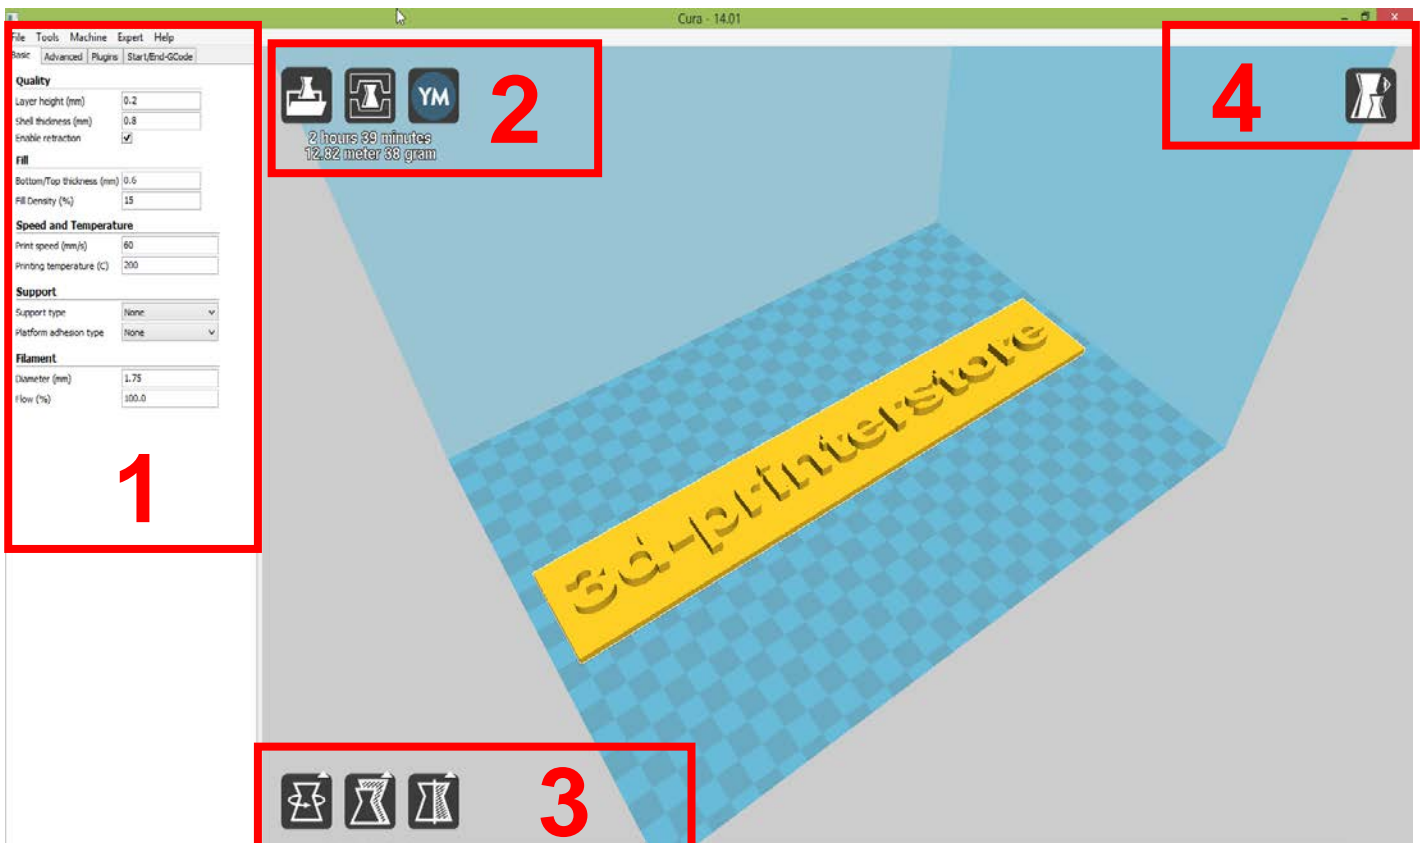 Cura - 14.01
File Tools Machine Expert Help
Basic Advanced Plugins Start/End-GCode
Quality
Layer height (mm) 0.2
Shell thickness (mm) 0.8
Enable retraction
Fill
Bottom/Top thickness (mm) 0.6
Fill Density (%) 15
Speed and Temperature
Print speed (mm/s) 60
Printing temperature (C) 200
Support
Support type None
Platform adhesion type None
Filament
Diameter (mm) 1.75
Flow (%) 100.0
1
YM
2
2 hours 39 minutes
12.82 meter 38 gram
4
3d-printerstore
3